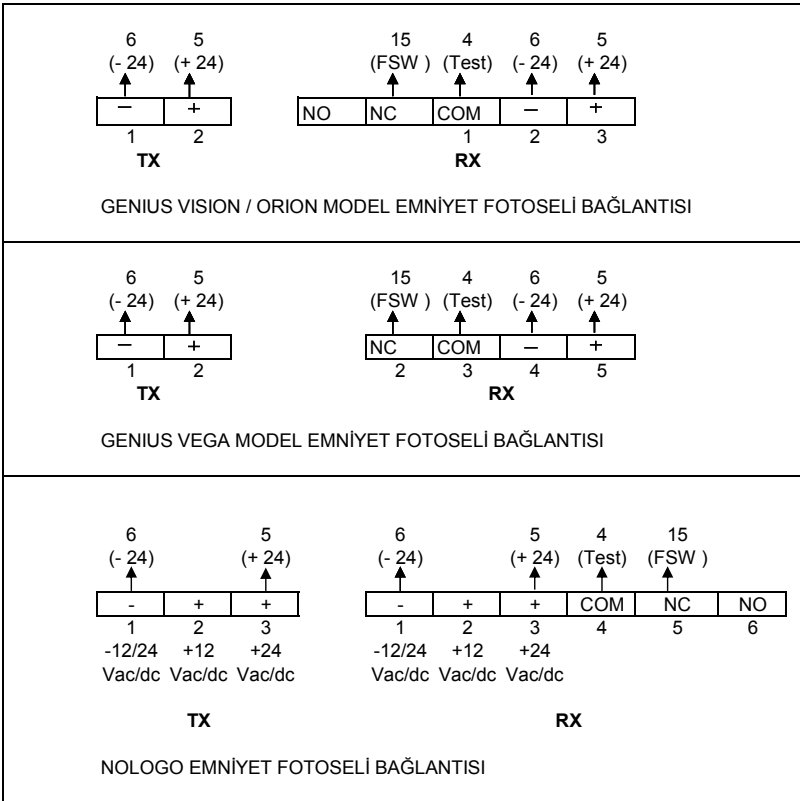 6 5 15 4 6 5
(- 24) (+ 24) (FSW ) (Test) (- 24) (+ 24)
– + NO NC COM – +
1 2 1 2 3
TX RX
GENIUS VISION / ORION MODEL EMNİYET FOTOSELİ BAĞLANTISI
6 5 15 4 6 5
(- 24) (+ 24) (FSW ) (Test) (- 24) (+ 24)
– + NC COM – +
1 2 2 3 4 5
TX RX
GENIUS VEGA MODEL EMNİYET FOTOSELİ BAĞLANTISI
6 5 6 5 4 15
(- 24) (+ 24) (- 24) (+ 24) (Test) (FSW )
- + + - + + COM NC NO
1 2 3 1 2 3 4 5 6
-12/24 +12 +24 -12/24 +12 +24
Vac/dc Vac/dc Vac/dc Vac/dc Vac/dc Vac/dc
TX RX
NOLOGO EMNİYET FOTOSELİ BAĞLANTISI